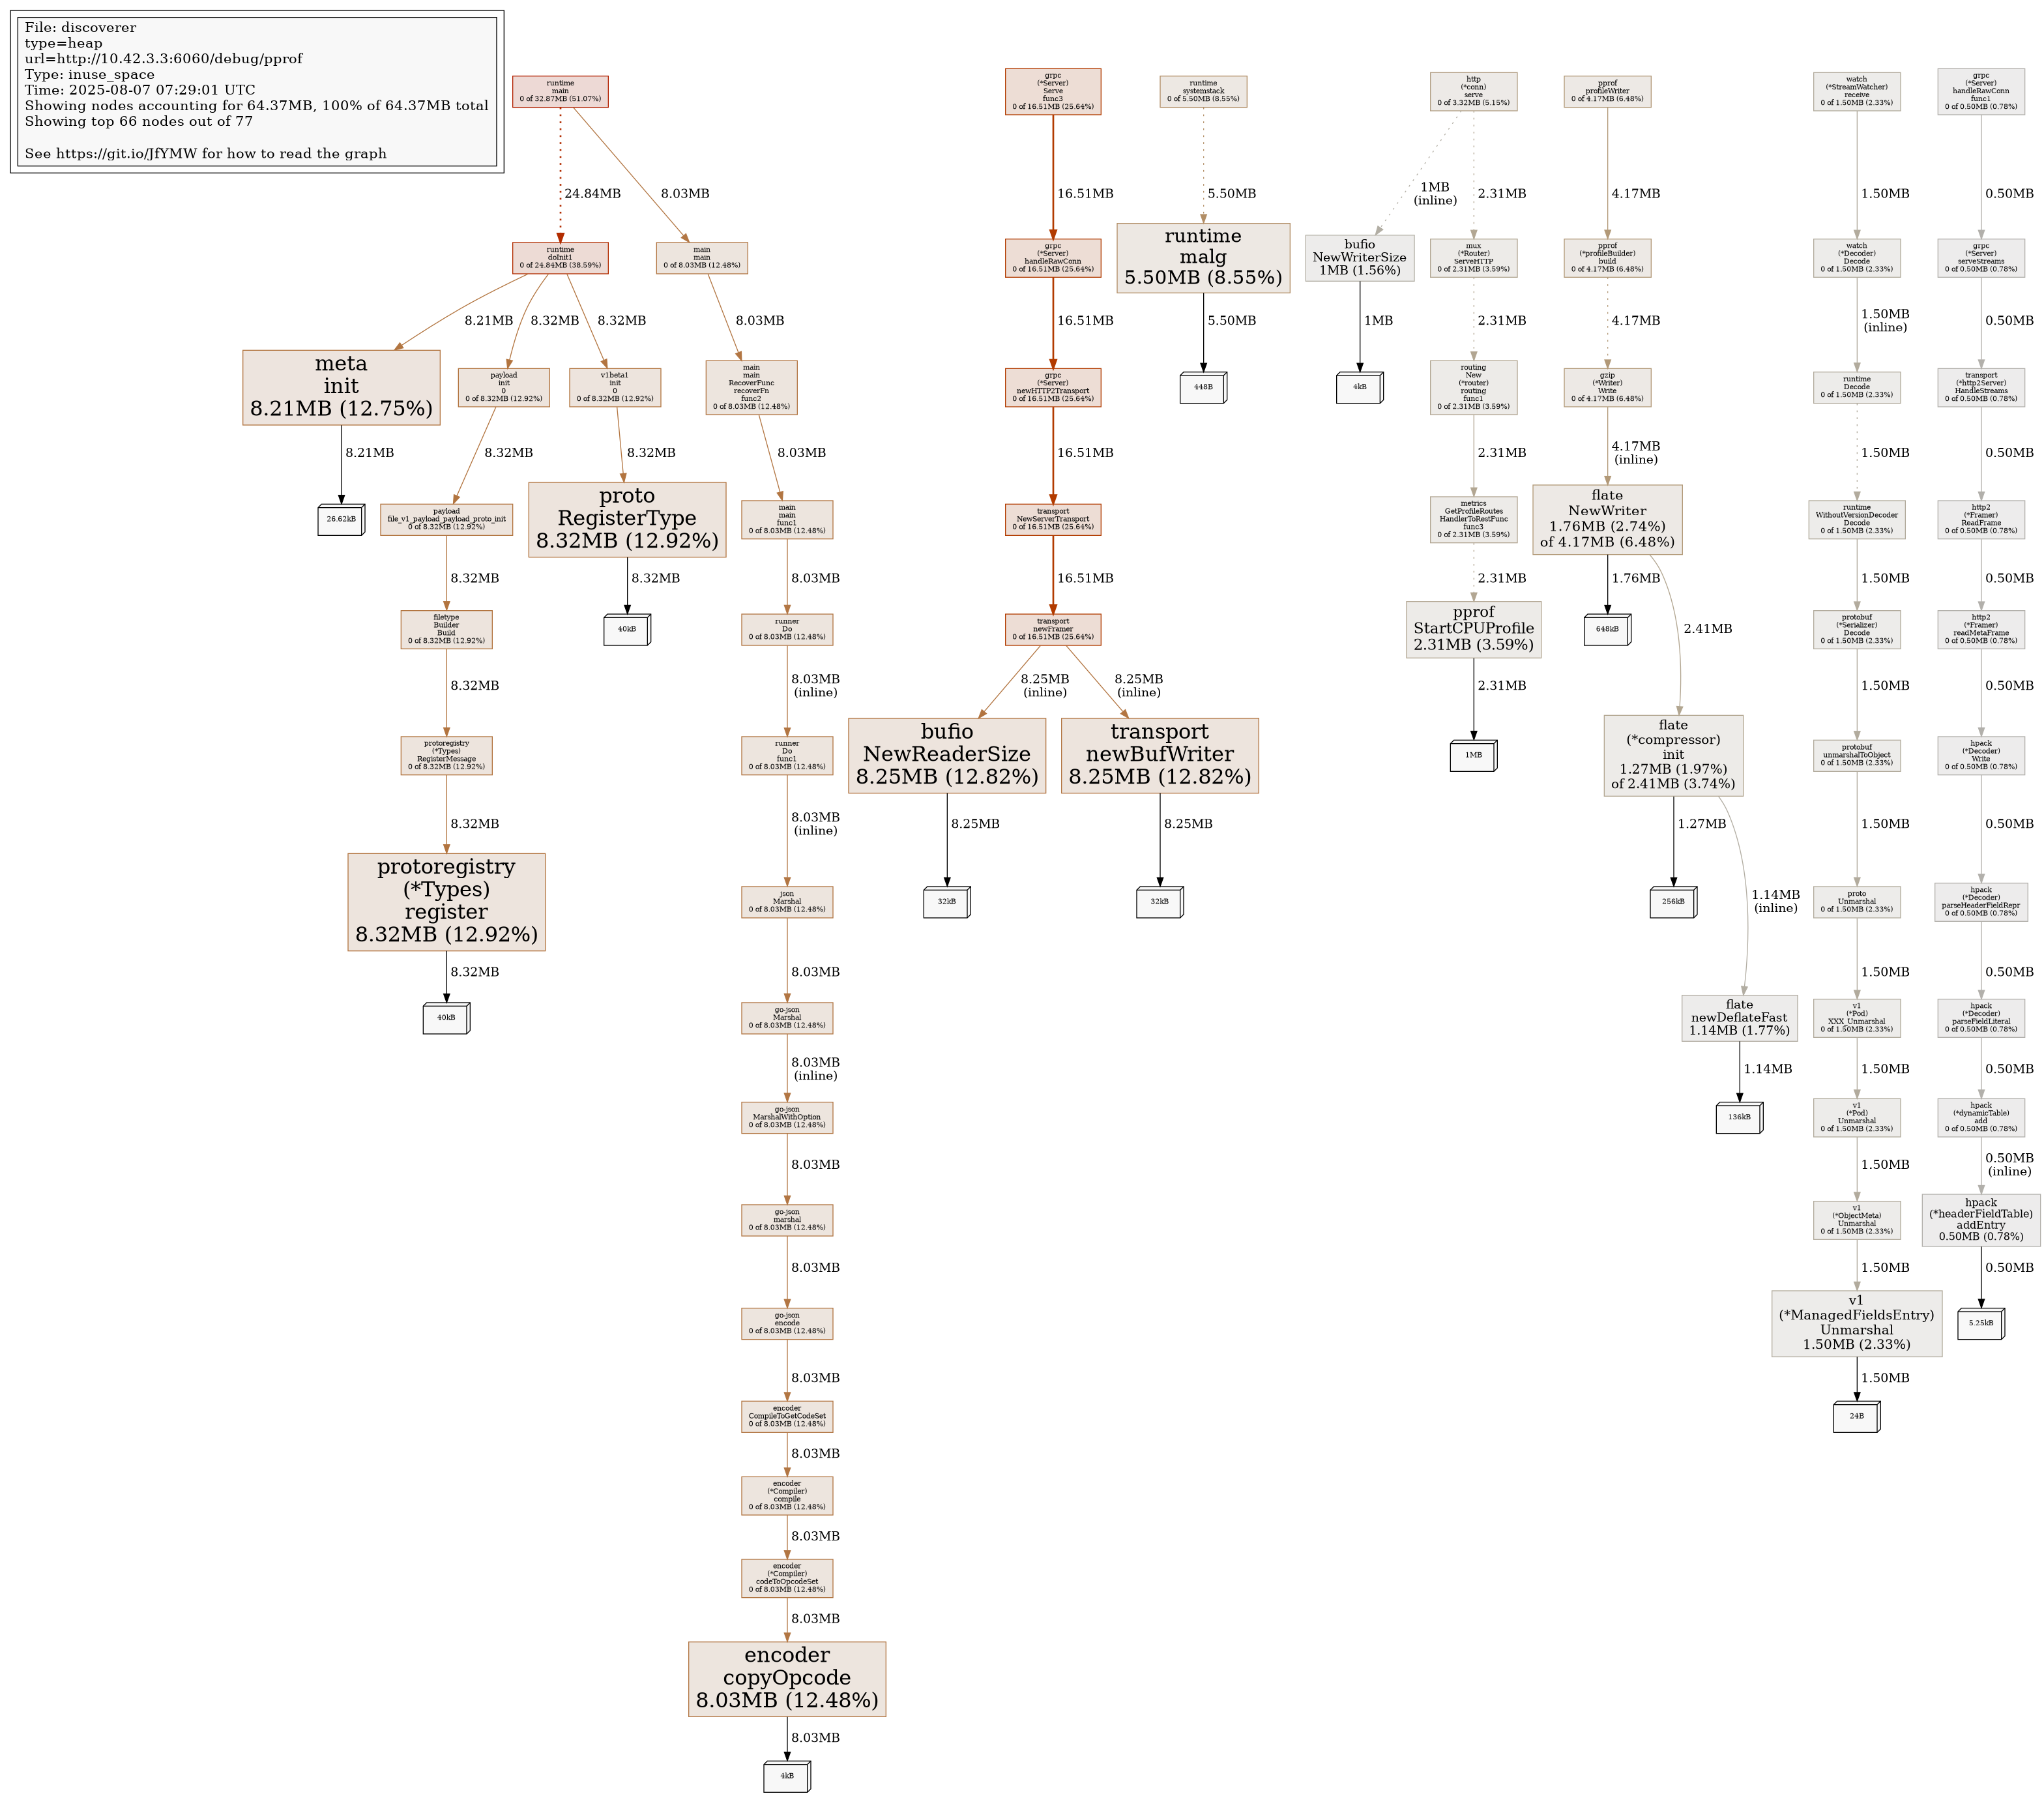 File: discoverer
type=heap
url=http://10.42.3.3:6060/debug/pprof
Type: inuse_space
Time: 2025-08-07 07:29:01 UTC
Showing nodes accounting for 64.37MB, 100% of 64.37MB total
Showing top 66 nodes out of 77
See https://git.io/JfYMW for how to read the graph
runtime
main
0 of 32.87MB (51.07%)
24.84MB
8.03MB
runtime
doInit1
0 of 24.84MB (38.59%)
main
main
0 of 8.03MB (12.48%)
8.21MB
8.32MB
8.32MB
8.03MB
meta
init
8.21MB (12.75%)
8.21MB
26.62kB
payload
init
0
0 of 8.32MB (12.92%)
8.32MB
payload
file_v1_payload_payload_proto_init
0 of 8.32MB (12.92%)
8.32MB
filetype
Builder
Build
0 of 8.32MB (12.92%)
8.32MB
protoregistry
(*Types)
RegisterMessage
0 of 8.32MB (12.92%)
8.32MB
protoregistry
(*Types)
register
8.32MB (12.92%)
8.32MB
40kB
v1beta1
init
0
0 of 8.32MB (12.92%)
8.32MB
proto
RegisterType
8.32MB (12.92%)
8.32MB
40kB
main
main
RecoverFunc
recoverFn
func2
0 of 8.03MB (12.48%)
8.03MB
main
main
func1
0 of 8.03MB (12.48%)
8.03MB
runner
Do
0 of 8.03MB (12.48%)
8.03MB
(inline)
runner
Do
func1
0 of 8.03MB (12.48%)
8.03MB
(inline)
json
Marshal
0 of 8.03MB (12.48%)
8.03MB
go-json
Marshal
0 of 8.03MB (12.48%)
8.03MB
(inline)
go-json
MarshalWithOption
0 of 8.03MB (12.48%)
8.03MB
go-json
marshal
0 of 8.03MB (12.48%)
8.03MB
go-json
encode
0 of 8.03MB (12.48%)
8.03MB
encoder
CompileToGetCodeSet
0 of 8.03MB (12.48%)
8.03MB
encoder
(*Compiler)
compile
0 of 8.03MB (12.48%)
8.03MB
encoder
(*Compiler)
codeToOpcodeSet
0 of 8.03MB (12.48%)
8.03MB
encoder
copyOpcode
8.03MB (12.48%)
8.03MB
4kB
grpc
(*Server)
Serve
func3
0 of 16.51MB (25.64%)
16.51MB
grpc
(*Server)
handleRawConn
0 of 16.51MB (25.64%)
16.51MB
grpc
(*Server)
newHTTP2Transport
0 of 16.51MB (25.64%)
16.51MB
transport
NewServerTransport
0 of 16.51MB (25.64%)
16.51MB
transport
newFramer
0 of 16.51MB (25.64%)
8.25MB
(inline)
8.25MB
(inline)
bufio
NewReaderSize
8.25MB (12.82%)
8.25MB
32kB
transport
newBufWriter
8.25MB (12.82%)
8.25MB
32kB
runtime
systemstack
0 of 5.50MB (8.55%)
5.50MB
runtime
malg
5.50MB (8.55%)
5.50MB
448B
http
(*conn)
serve
0 of 3.32MB (5.15%)
1MB
(inline)
2.31MB
bufio
NewWriterSize
1MB (1.56%)
1MB
4kB
mux
(*Router)
ServeHTTP
0 of 2.31MB (3.59%)
2.31MB
routing
New
(*router)
routing
func1
0 of 2.31MB (3.59%)
2.31MB
metrics
GetProfileRoutes
HandlerToRestFunc
func3
0 of 2.31MB (3.59%)
2.31MB
pprof
StartCPUProfile
2.31MB (3.59%)
2.31MB
1MB
pprof
profileWriter
0 of 4.17MB (6.48%)
4.17MB
pprof
(*profileBuilder)
build
0 of 4.17MB (6.48%)
4.17MB
gzip
(*Writer)
Write
0 of 4.17MB (6.48%)
4.17MB
(inline)
flate
NewWriter
1.76MB (2.74%)
of 4.17MB (6.48%)
1.76MB
648kB
2.41MB
flate
(*compressor)
init
1.27MB (1.97%)
of 2.41MB (3.74%)
1.27MB
256kB
1.14MB
(inline)
flate
newDeflateFast
1.14MB (1.77%)
1.14MB
136kB
watch
(*StreamWatcher)
receive
0 of 1.50MB (2.33%)
1.50MB
watch
(*Decoder)
Decode
0 of 1.50MB (2.33%)
1.50MB
(inline)
runtime
Decode
0 of 1.50MB (2.33%)
1.50MB
runtime
WithoutVersionDecoder
Decode
0 of 1.50MB (2.33%)
1.50MB
protobuf
(*Serializer)
Decode
0 of 1.50MB (2.33%)
1.50MB
protobuf
unmarshalToObject
0 of 1.50MB (2.33%)
1.50MB
proto
Unmarshal
0 of 1.50MB (2.33%)
1.50MB
v1
(*Pod)
XXX_Unmarshal
0 of 1.50MB (2.33%)
1.50MB
v1
(*Pod)
Unmarshal
0 of 1.50MB (2.33%)
1.50MB
v1
(*ObjectMeta)
Unmarshal
0 of 1.50MB (2.33%)
1.50MB
v1
(*ManagedFieldsEntry)
Unmarshal
1.50MB (2.33%)
1.50MB
24B
grpc
(*Server)
handleRawConn
func1
0 of 0.50MB (0.78%)
0.50MB
grpc
(*Server)
serveStreams
0 of 0.50MB (0.78%)
0.50MB
transport
(*http2Server)
HandleStreams
0 of 0.50MB (0.78%)
0.50MB
http2
(*Framer)
ReadFrame
0 of 0.50MB (0.78%)
0.50MB
http2
(*Framer)
readMetaFrame
0 of 0.50MB (0.78%)
0.50MB
hpack
(*Decoder)
Write
0 of 0.50MB (0.78%)
0.50MB
hpack
(*Decoder)
parseHeaderFieldRepr
0 of 0.50MB (0.78%)
0.50MB
hpack
(*Decoder)
parseFieldLiteral
0 of 0.50MB (0.78%)
0.50MB
hpack
(*dynamicTable)
add
0 of 0.50MB (0.78%)
0.50MB
(inline)
hpack
(*headerFieldTable)
addEntry
0.50MB (0.78%)
0.50MB
5.25kB